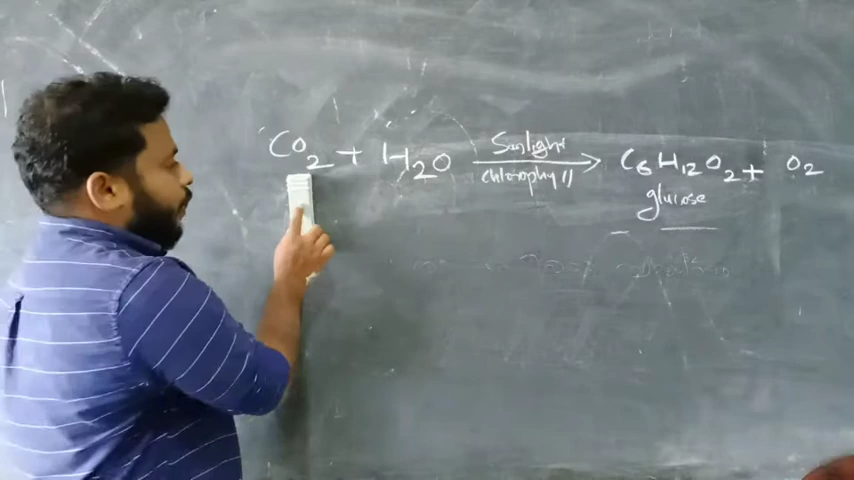 CO₂ + H₂O Sunlight → C₆H₁₂O₂ + O₂
chlorophyll
glucose